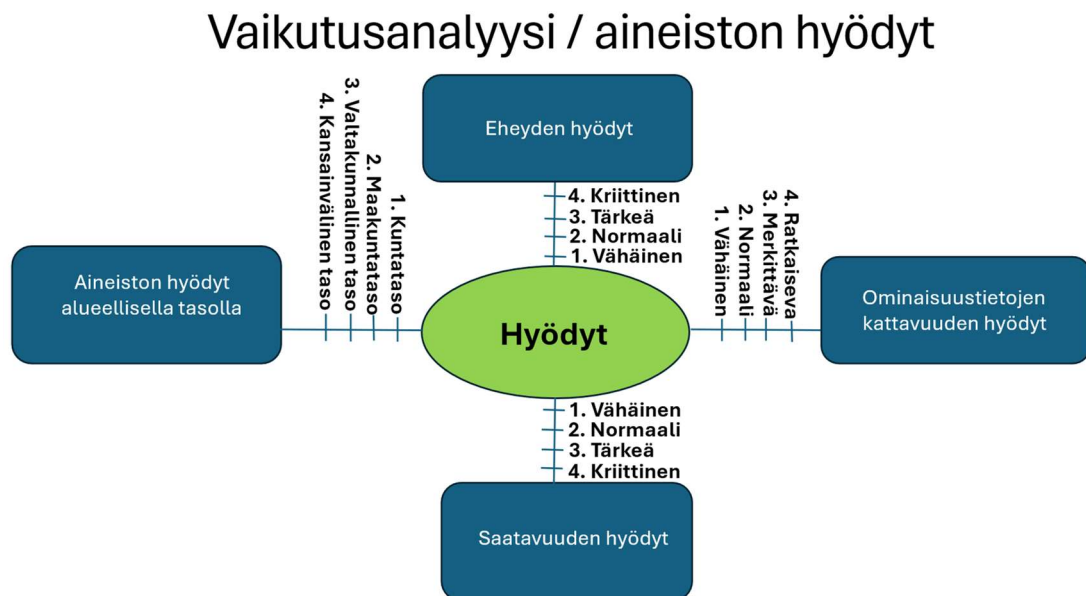 Vaikutusanalyysi / aineiston hyödyt
Eheyden hyödyt
4. Kriittinen
3. Tärkeä
2. Normaali
1. Vähäinen
4. Kansainvälinen taso
3. Valtakunnallinen taso
2. Maakuntataso
1. Kuntataso
Aineiston hyödyt
alueellisella tasolla
Hyödyt
1. Vähäinen
2. Normaali
3. Merkittävä
4. Ratkaiseva
Ominaisuustietojen
kattavuuden hyödyt
1. Vähäinen
2. Normaali
3. Tärkeä
4. Kriittinen
Saatavuuden hyödyt